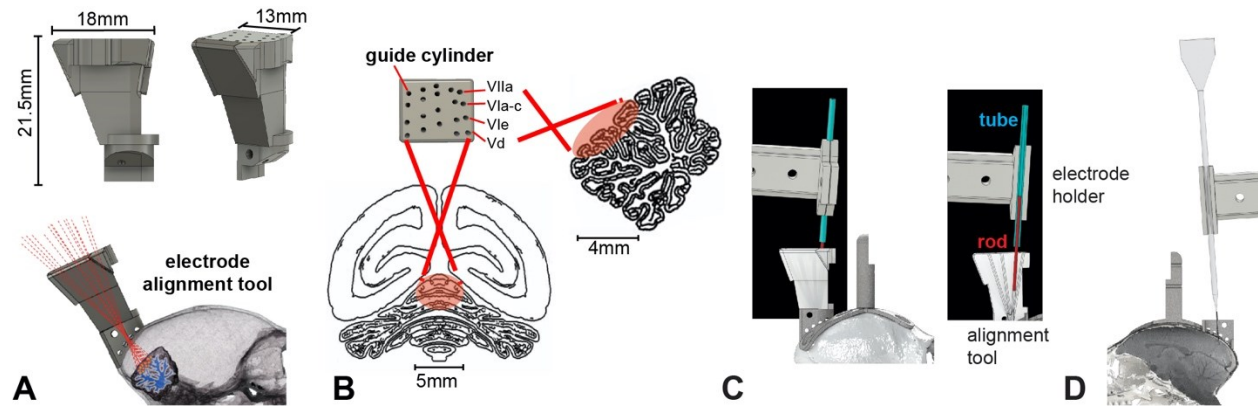 18mm
13mm
21.5mm
electrode
alignment tool
A
guide cylinder
VIIa
VIa-c
VIe
Vd
4mm
5mm
B
tube
rod
electrode
holder
alignment
tool
C
D